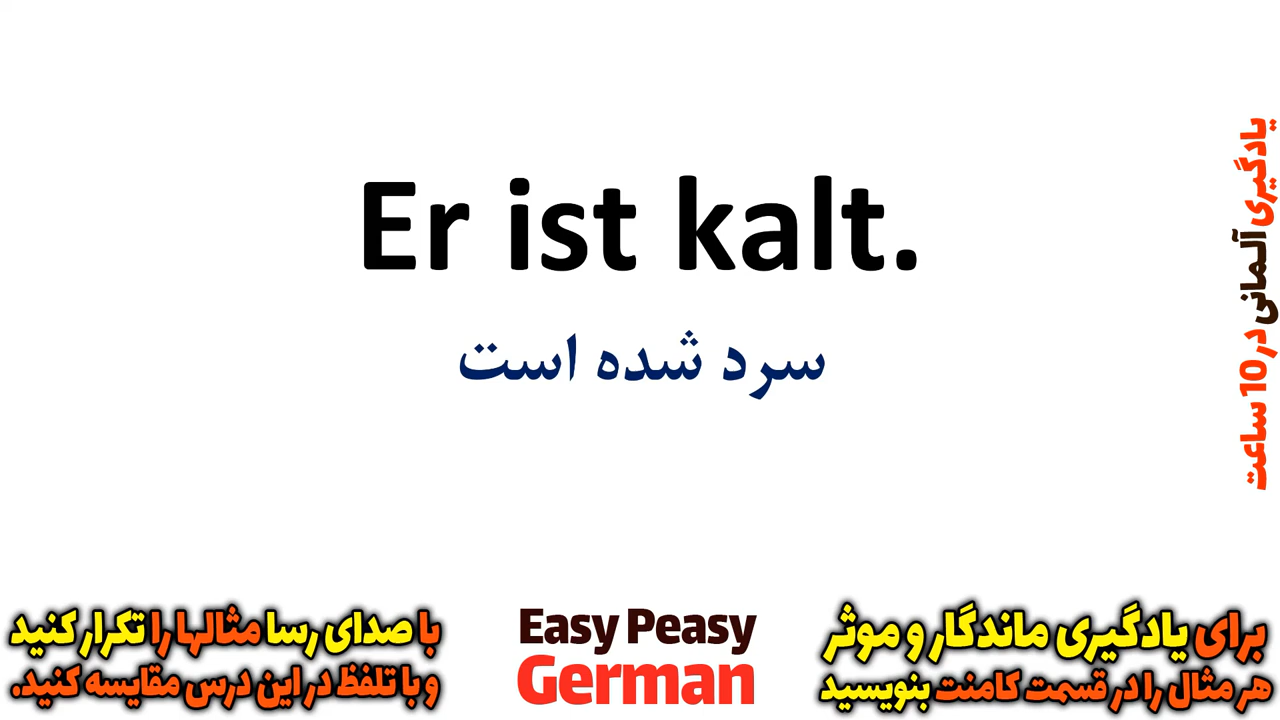 Er ist kalt.
سرد شده است
یادگیری آلمانی در 10 ساعت
با صدای رسا مثالها را تکرار کنید
و با تلفظ در این درس مقایسه کنید.
Easy Peasy
German
برای یادگیری ماندگار و موثر
هر مثال را در قسمت کامنت بنویسید